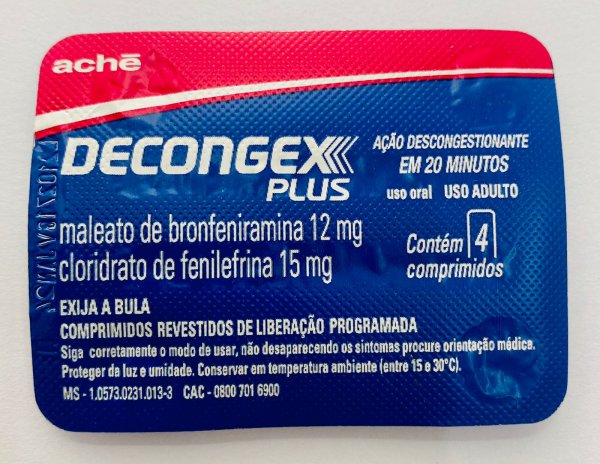 achē
DECONGEX
PLUS
AÇÃO DESCONGESTIONANTE
EM 20 MINUTOS
uso oral USO ADULTO
maleato de bronfeniramina 12 mg
cloridrato de fenilefrina 15 mg
Contém 4
comprimidos
EXIJA A BULA
COMPRIMIDOS REVESTIDOS DE LIBERAÇÃO PROGRAMADA
Siga corretamente o modo de usar, não desaparecendo os sintomas procure orientação médica.
Proteger da luz e umidade. Conservar em temperatura ambiente (entre 15 e 30°C).
MS - 1.0573.0231.013-3 CAC - 0800 701 6900